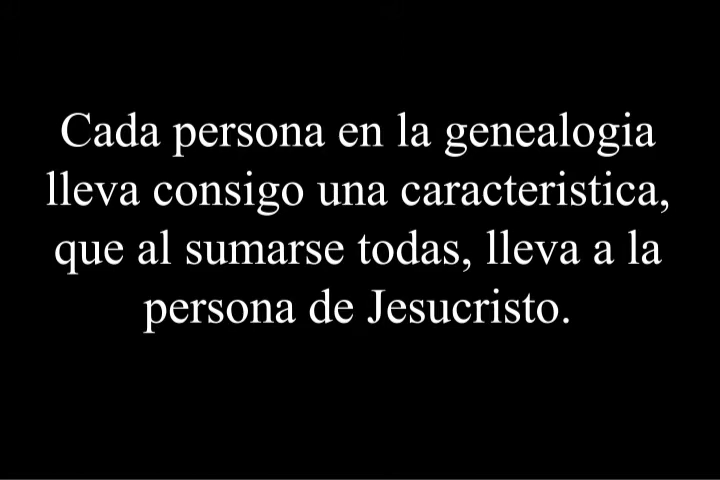 Cada persona en la genealogia
lleva consigo una caracteristica,
que al sumarse todas, lleva a la
persona de Jesucristo.